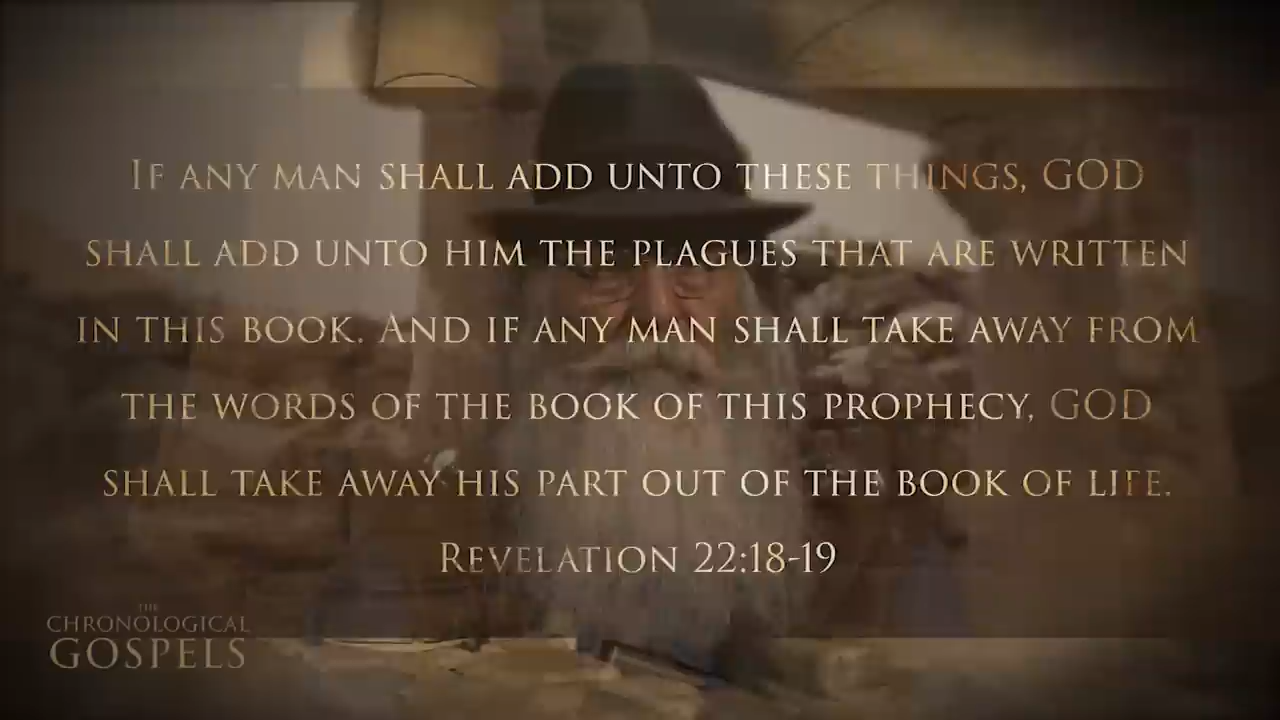 If any man shall add unto these things, GOD
shall add unto him the plagues that are written
in this book. And if any man shall take away from
the words of the book of this prophecy, GOD
shall take away his part out of the book of life.
Revelation 22:18-19
THE
CHRONOLOGICAL
GOSPELS